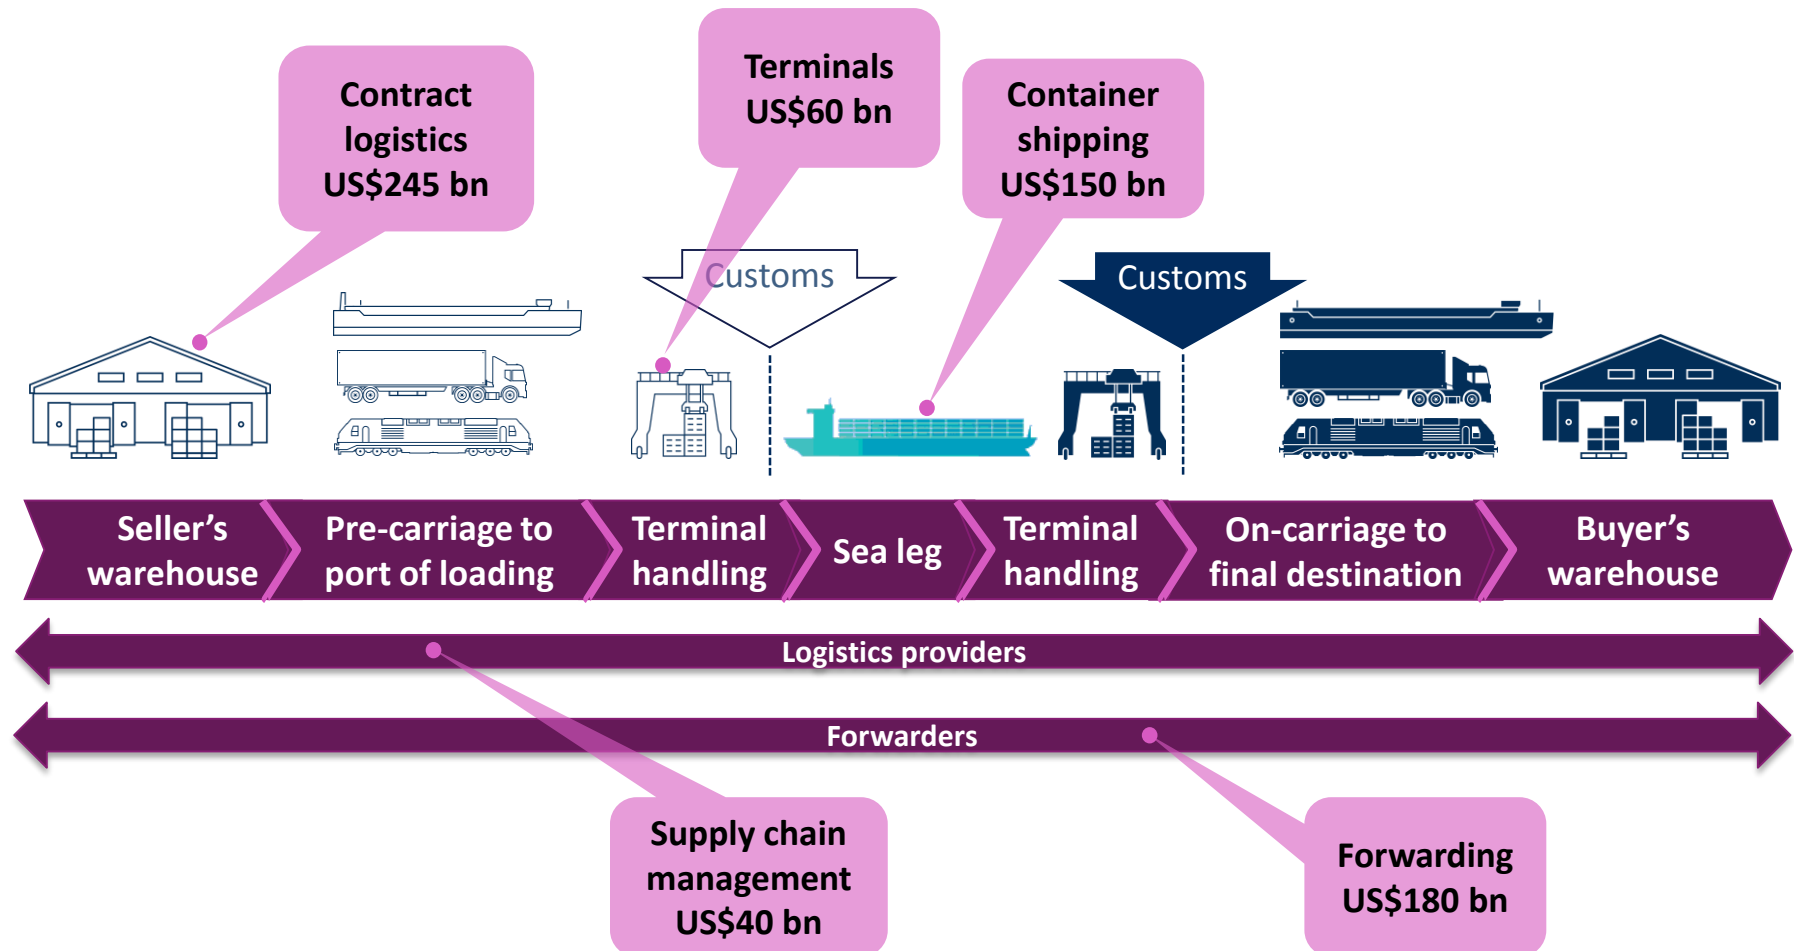 Contract
logistics
US$245 bn
Terminals
US$60 bn
Container
shipping
US$150 bn
Customs
Customs
Seller’s
warehouse
Pre-carriage to
port of loading
Terminal
handling
Sea leg
Terminal
handling
On-carriage to
final destination
Buyer’s
warehouse
Logistics providers
Forwarders
Supply chain
management
US$40 bn
Forwarding
US$180 bn